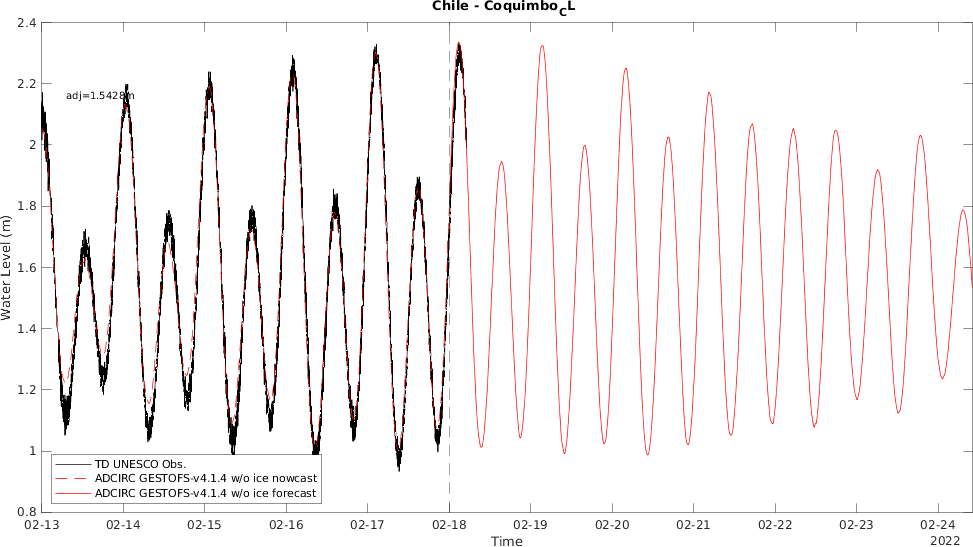 Chile - Coquimbo_CL
2.4
2.2
2
1.8
1.6
1.4
1.2
1
0.8
Water Level (m)
adj=1.5428m
TD UNESCO Obs.
ADCIRC GESTOFS-v4.1.4 w/o ice nowcast
ADCIRC GESTOFS-v4.1.4 w/o ice forecast
02-13 02-14 02-15 02-16 02-17 02-18 02-19 02-20 02-21 02-22 02-23 02-24
Time
2022